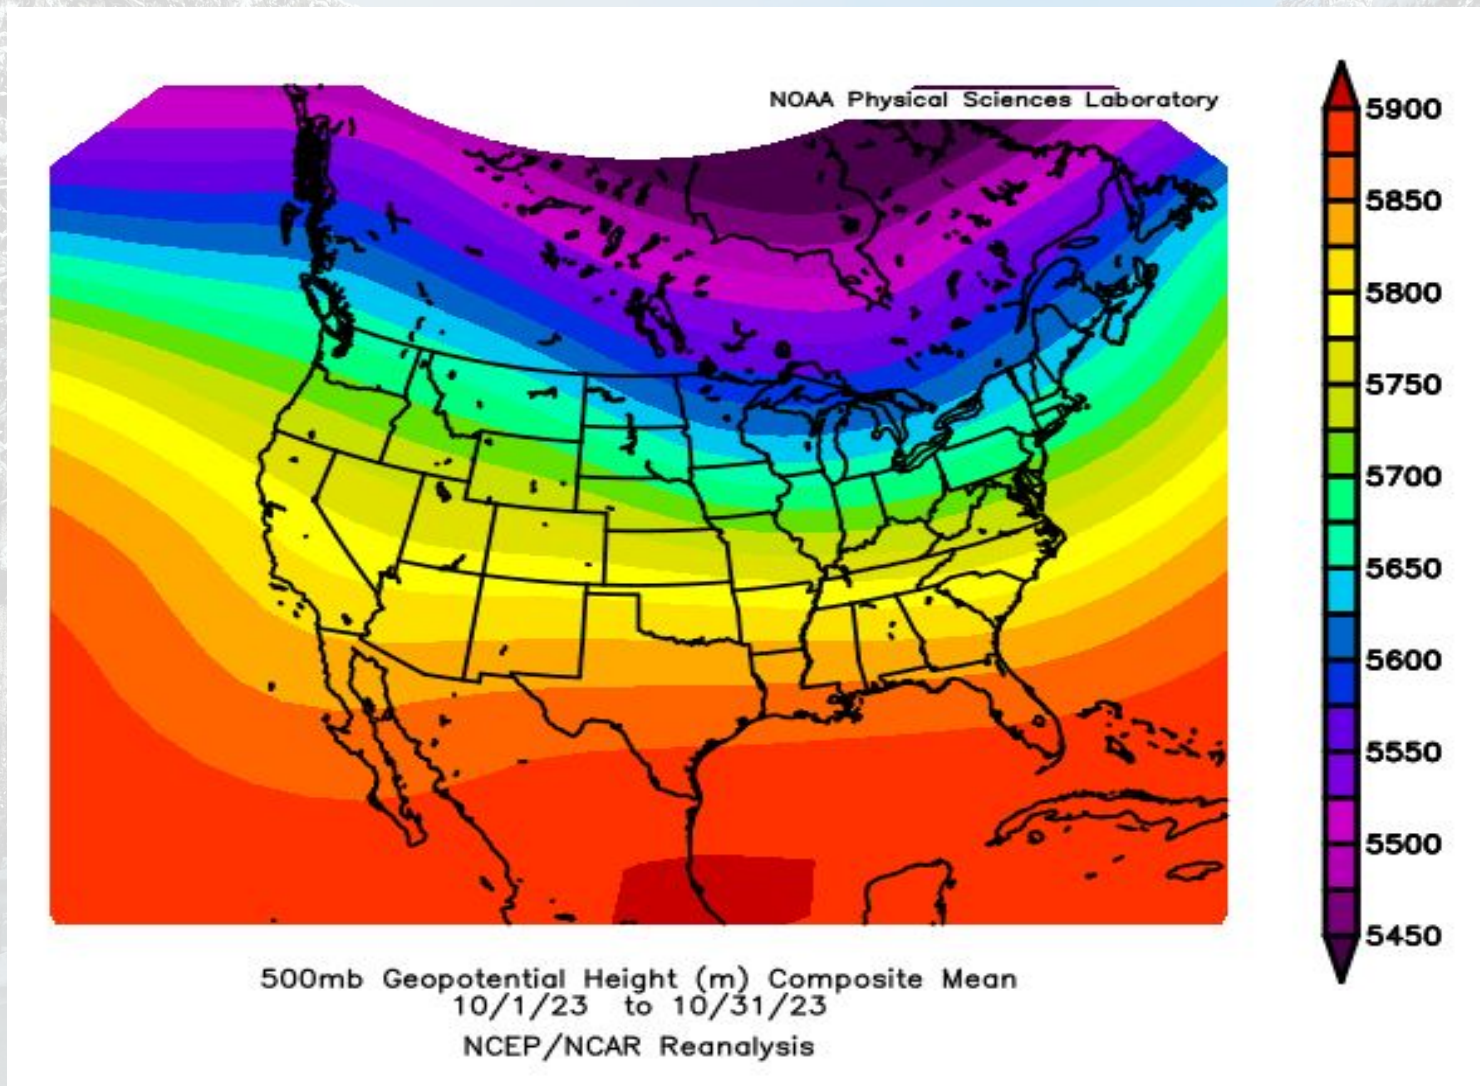 NOAA Physical Sciences Laboratory
5900
5850
5800
5750
5700
5650
5600
5550
5500
5450
500mb Geopotential Height (m) Composite Mean
10/1/23 to 10/31/23
NCEP/NCAR Reanalysis